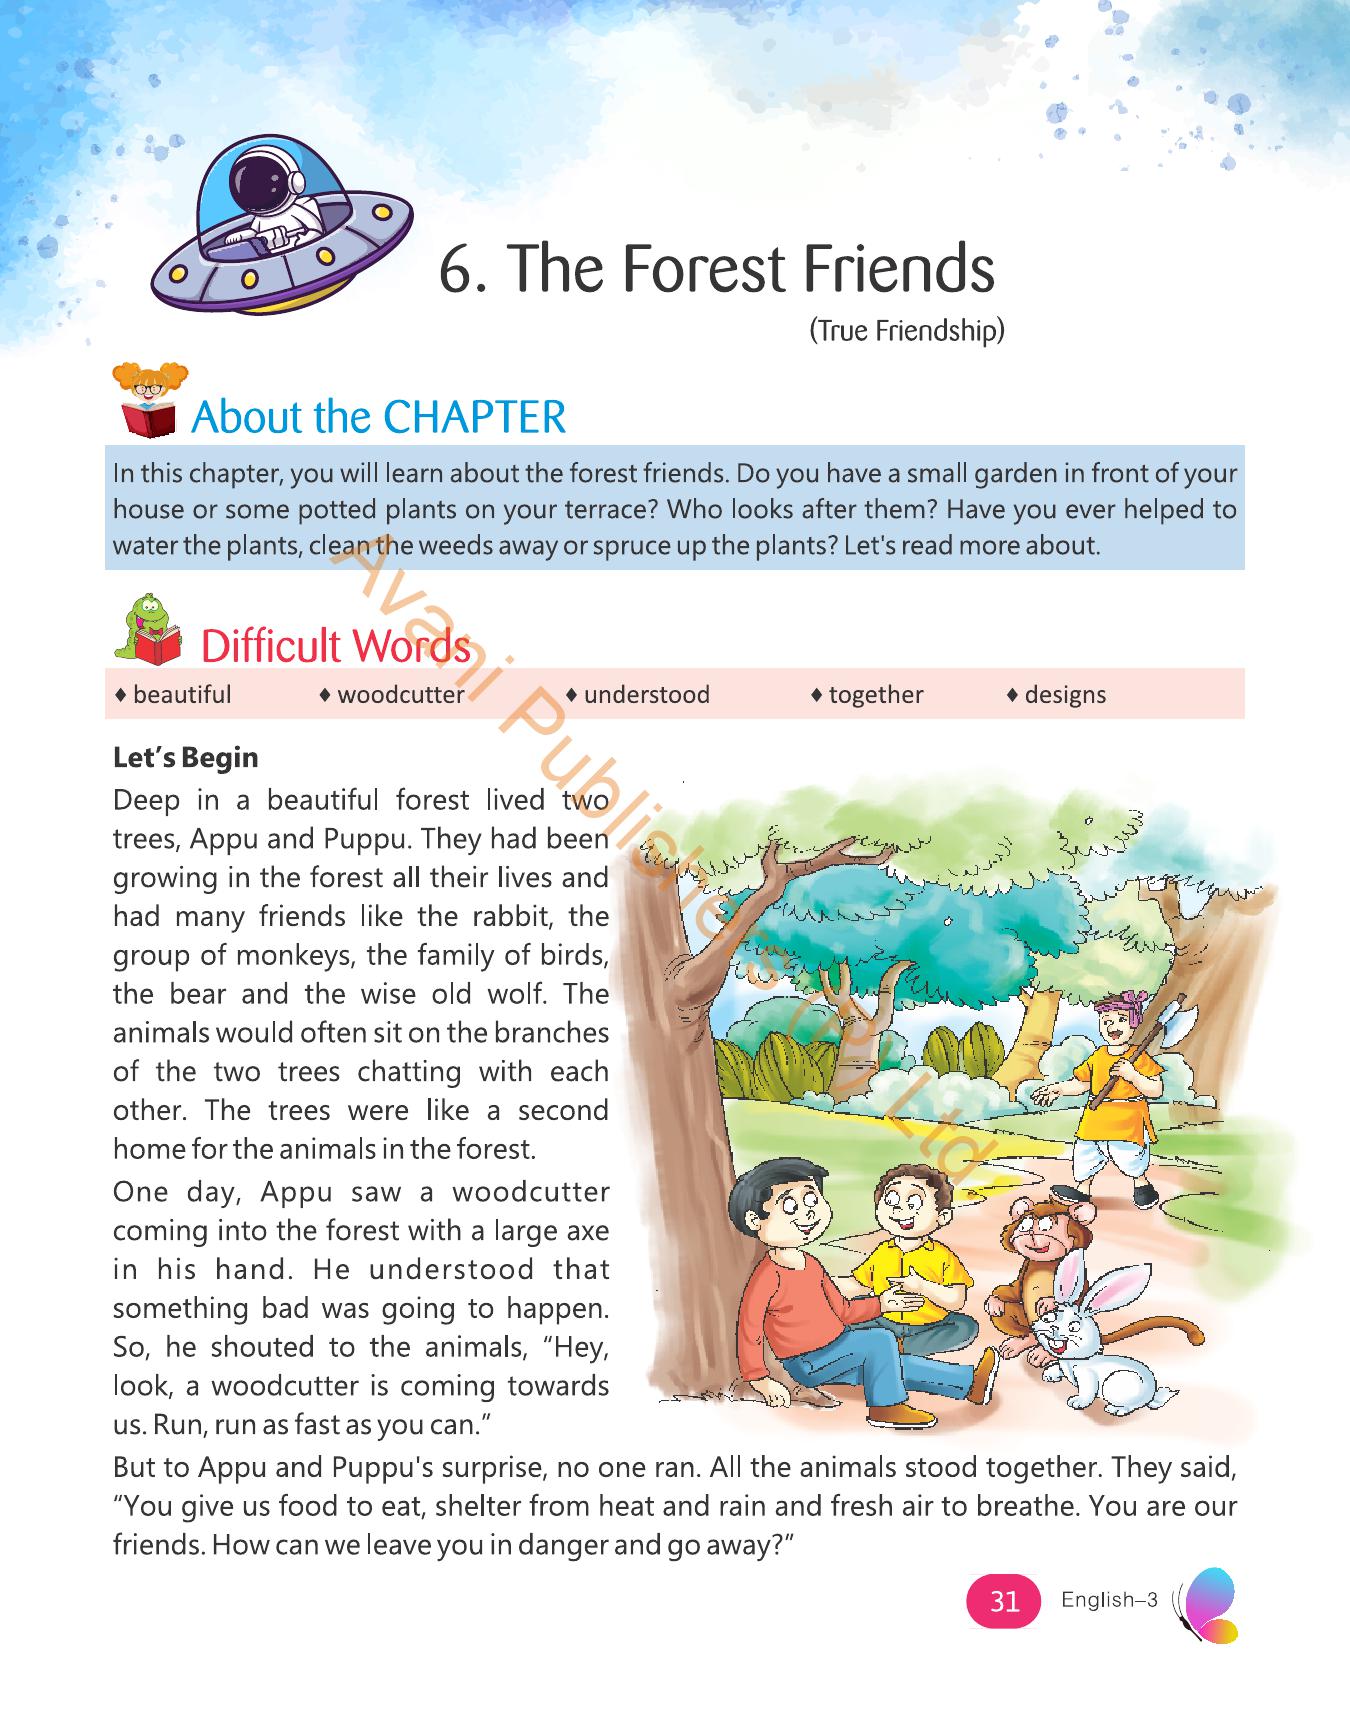 6. The Forest Friends
(True Friendship)
About the CHAPTER
In this chapter, you will learn about the forest friends. Do you have a small garden in front of your
house or some potted plants on your terrace? Who looks after them? Have you ever helped to
water the plants, clean the weeds away or spruce up the plants? Let's read more about.
Difficult Words
♦ beautiful ♦ woodcutter ♦ understood ♦ together ♦ designs
Let’s Begin
Deep in a beautiful forest lived two
trees, Appu and Puppu. They had been
growing in the forest all their lives and
had many friends like the rabbit, the
group of monkeys, the family of birds,
the bear and the wise old wolf. The
animals would often sit on the branches
of the two trees chatting with each
other. The trees were like a second
home for the animals in the forest.
One day, Appu saw a woodcutter
coming into the forest with a large axe
in his hand. He understood that
something bad was going to happen.
So, he shouted to the animals, “Hey,
look, a woodcutter is coming towards
us. Run, run as fast as you can.”
But to Appu and Puppu's surprise, no one ran. All the animals stood together. They said,
“You give us food to eat, shelter from heat and rain and fresh air to breathe. You are our
friends. How can we leave you in danger and go away?”
31 English–3
Avani Publishers (P) Ltd